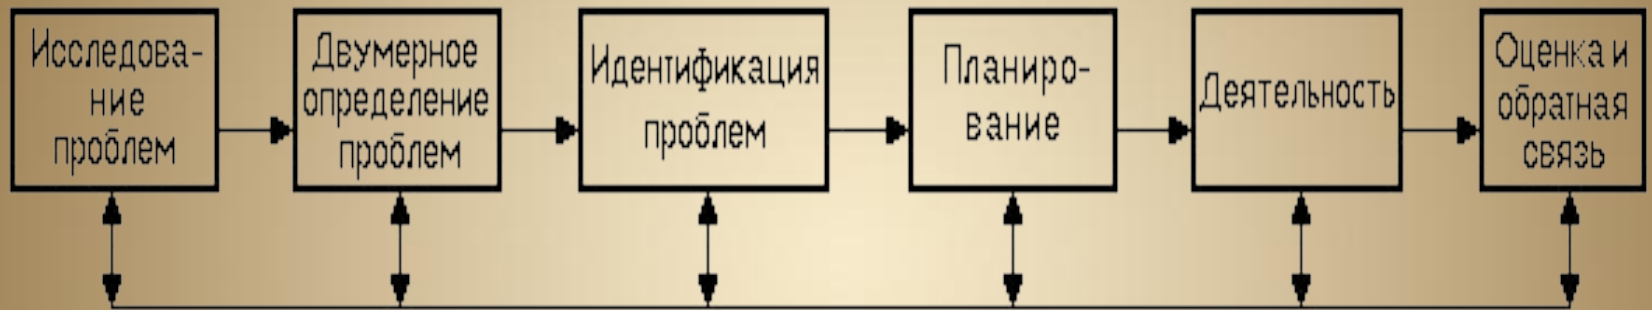 Исследова-
ние
проблем
Двумерное
определение
проблем
Идентификация
проблем
Планиро-
вание
Деятельность
Оценка и
обратная
связь